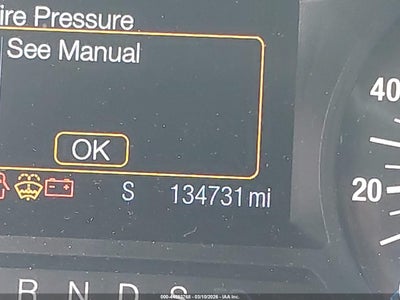 ire Pressure
See Manual
OK
S 134731 mi
40
20
R N D S